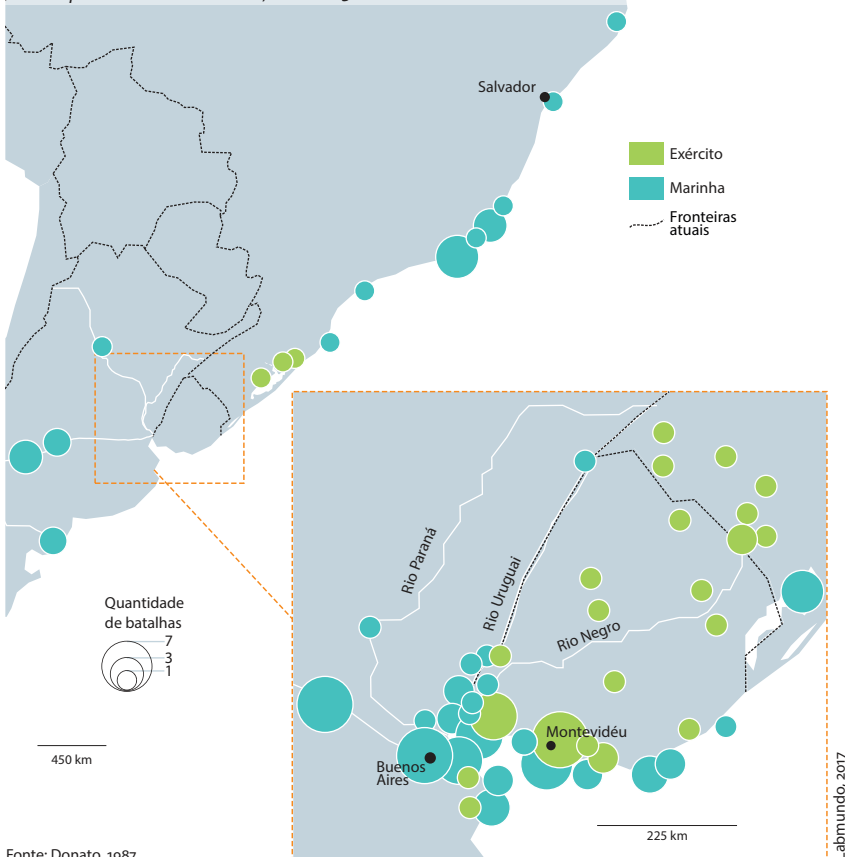 Salvador
Exército
Marinha
Fronteiras
atuais
Rio Paraná
Rio Uruguai
Rio Negro
Quantidade
de batalhas
7
3
1
Montevidéu
Buenos
Aires
450 km
225 km
Fonte: Donato, 1987
abmundo, 2017